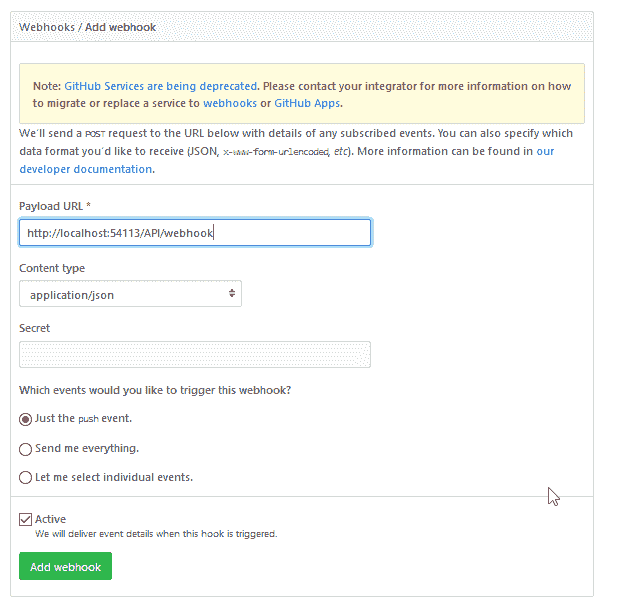 Webhooks / Add webhook
Note: GitHub Services are being deprecated. Please contact your integrator for more information on how
to migrate or replace a service to webhooks or GitHub Apps.
We'll send a POST request to the URL below with details of any subscribed events. You can also specify which
data format you'd like to receive (JSON, x-www-form-urlencoded, etc). More information can be found in our
developer documentation.
Payload URL *
http://localhost:54113/API/webhook
Content type
application/json
Secret
Which events would you like to trigger this webhook?
Just the push event.
Send me everything.
Let me select individual events.
Active
We will deliver event details when this hook is triggered.
Add webhook